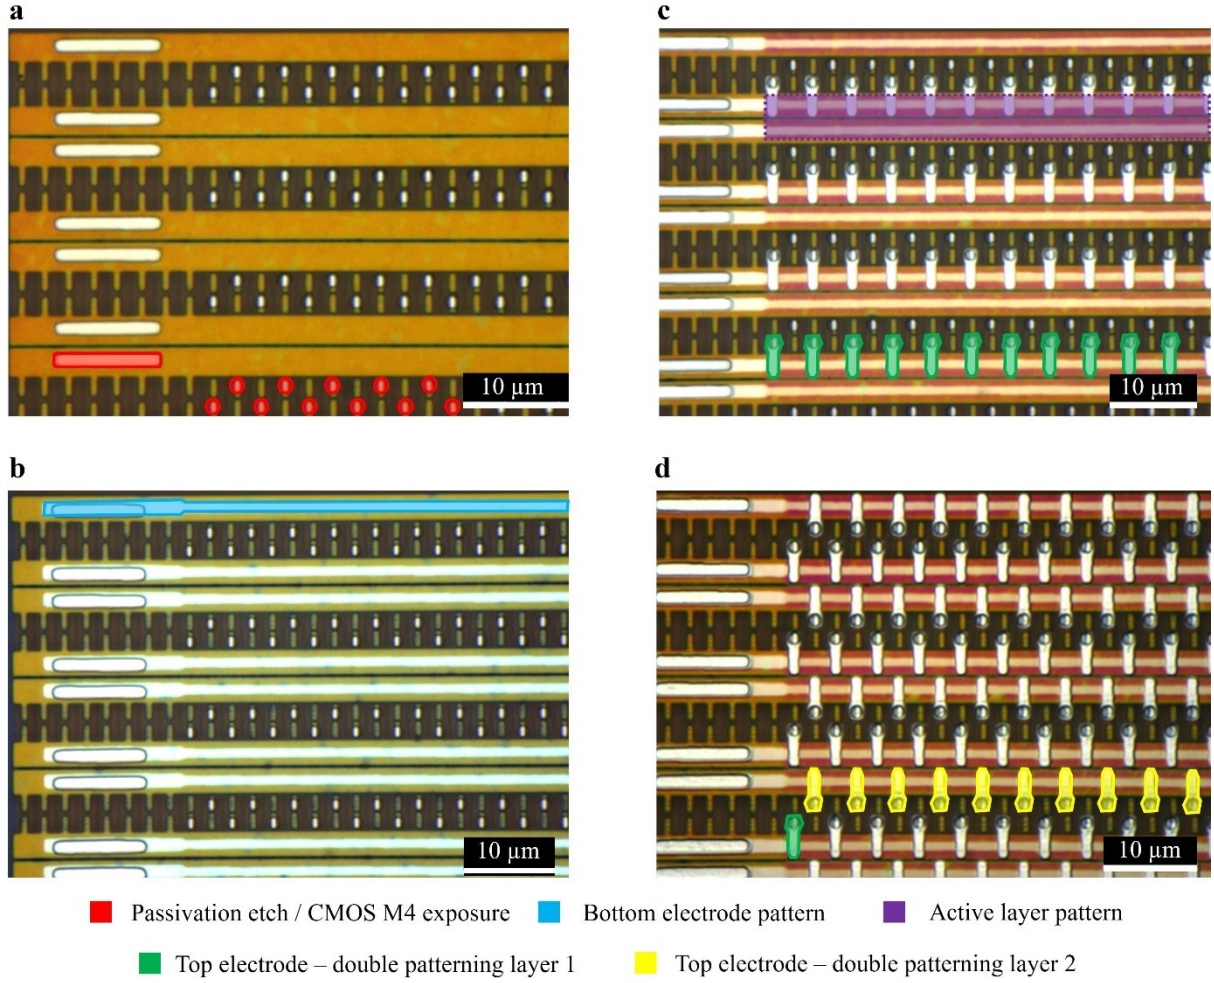 a
c
10 µm
10 µm
b
d
10 µm
10 µm
Passivation etch / CMOS M4 exposure
Bottom electrode pattern
Active layer pattern
Top electrode – double patterning layer 1
Top electrode – double patterning layer 2